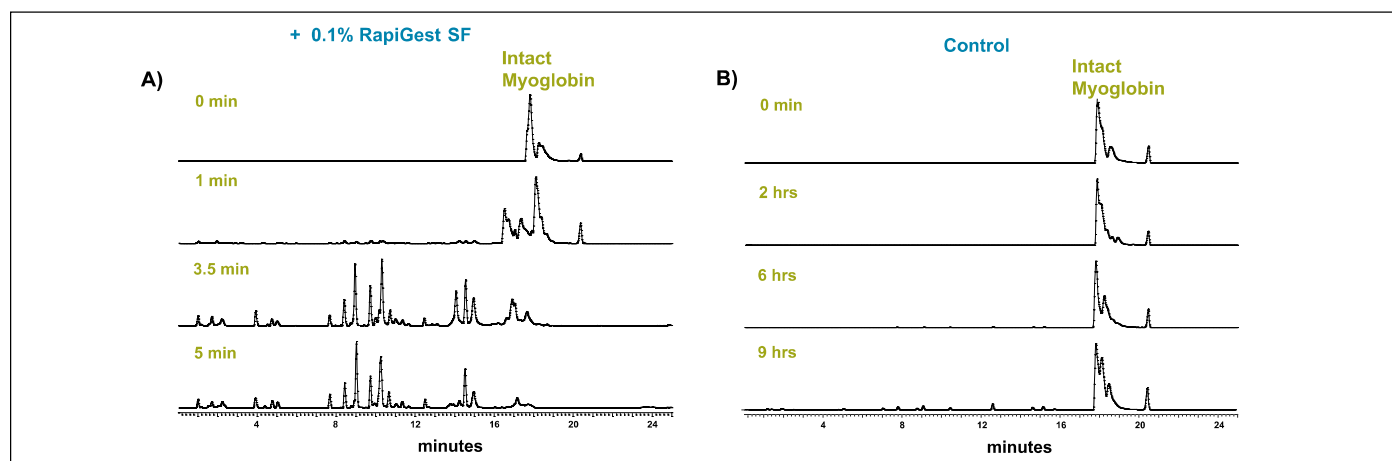 + 0.1% RapiGest SF
A)
Intact
Myoglobin
0 min
1 min
3.5 min
5 min
4 8 12 16 20 24
minutes
Control
B)
Intact
Myoglobin
0 min
2 hrs
6 hrs
9 hrs
4 8 12 16 20 24
minutes